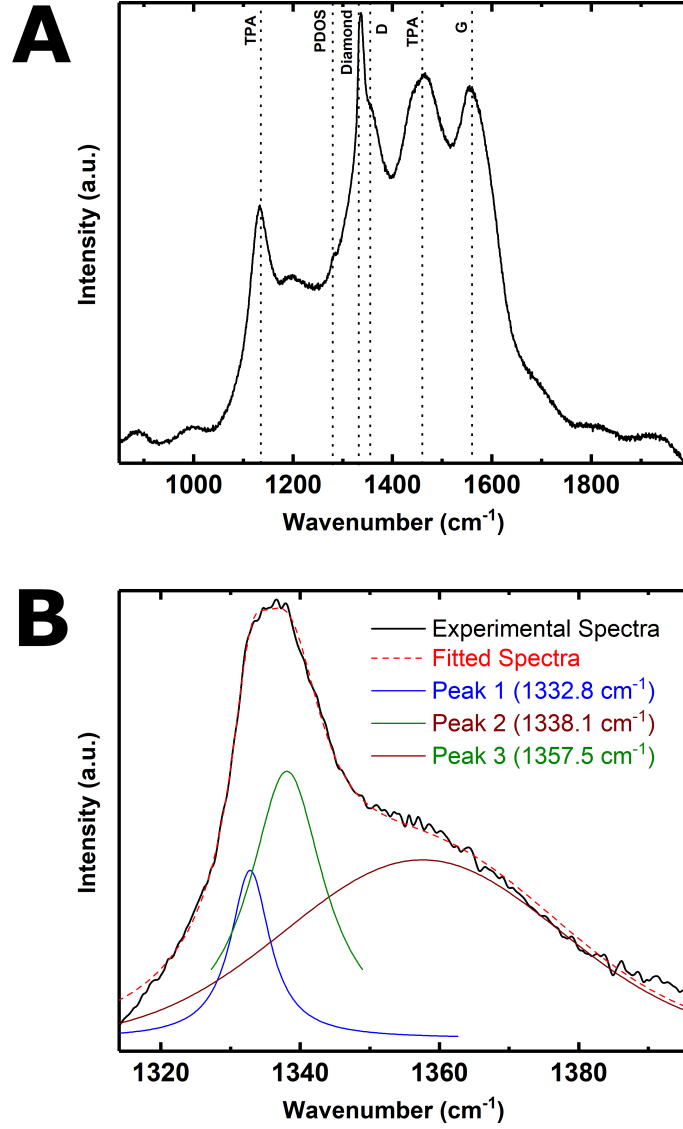 A
TPA
PDOS
Diamond
D
TPA
G
Intensity (a.u.)
1000 1200 1400 1600 1800
Wavenumber (cm⁻¹)
B
Experimental Spectra
Fitted Spectra
Peak 1 (1332.8 cm⁻¹)
Peak 2 (1338.1 cm⁻¹)
Peak 3 (1357.5 cm⁻¹)
Intensity (a.u.)
1320 1340 1360 1380
Wavenumber (cm⁻¹)